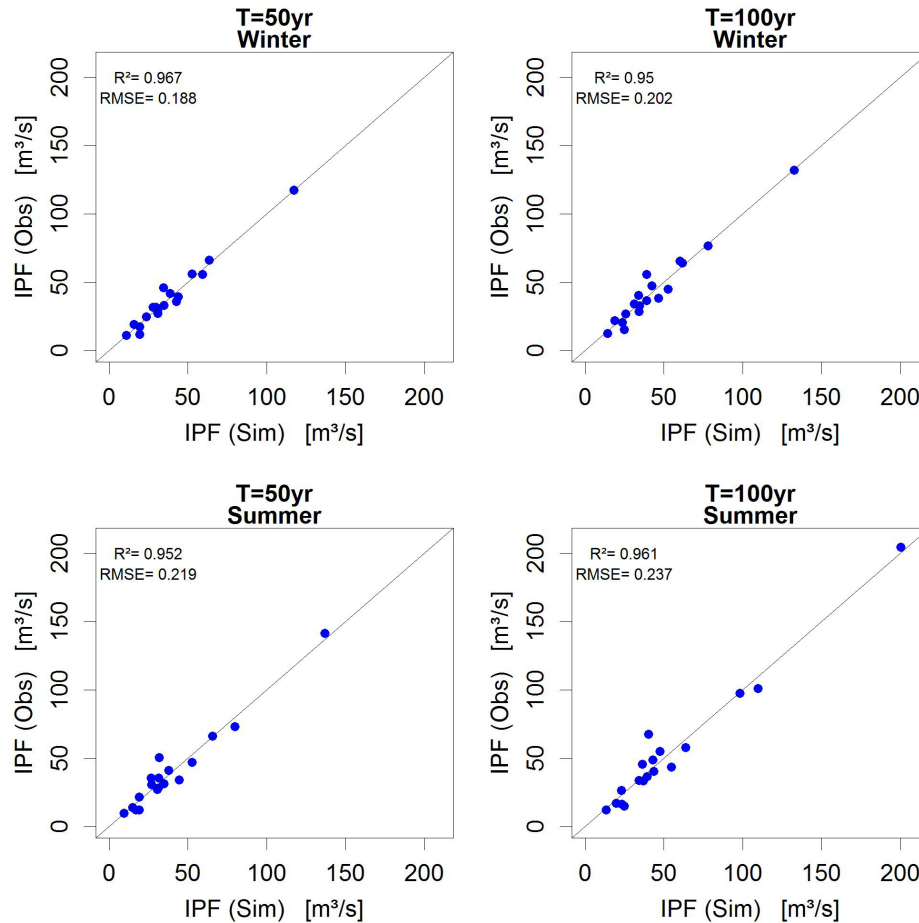 T=50yr
Winter
R²= 0.967
RMSE= 0.188
200
150
100
50
0
IPF (Obs) [m³/s]
0 50 100 150 200
IPF (Sim) [m³/s]
T=100yr
Winter
R²= 0.95
RMSE= 0.202
200
150
100
50
0
IPF (Obs) [m³/s]
0 50 100 150 200
IPF (Sim) [m³/s]
T=50yr
Summer
R²= 0.952
RMSE= 0.219
200
150
100
50
0
IPF (Obs) [m³/s]
0 50 100 150 200
IPF (Sim) [m³/s]
T=100yr
Summer
R²= 0.961
RMSE= 0.237
200
150
100
50
0
IPF (Obs) [m³/s]
0 50 100 150 200
IPF (Sim) [m³/s]